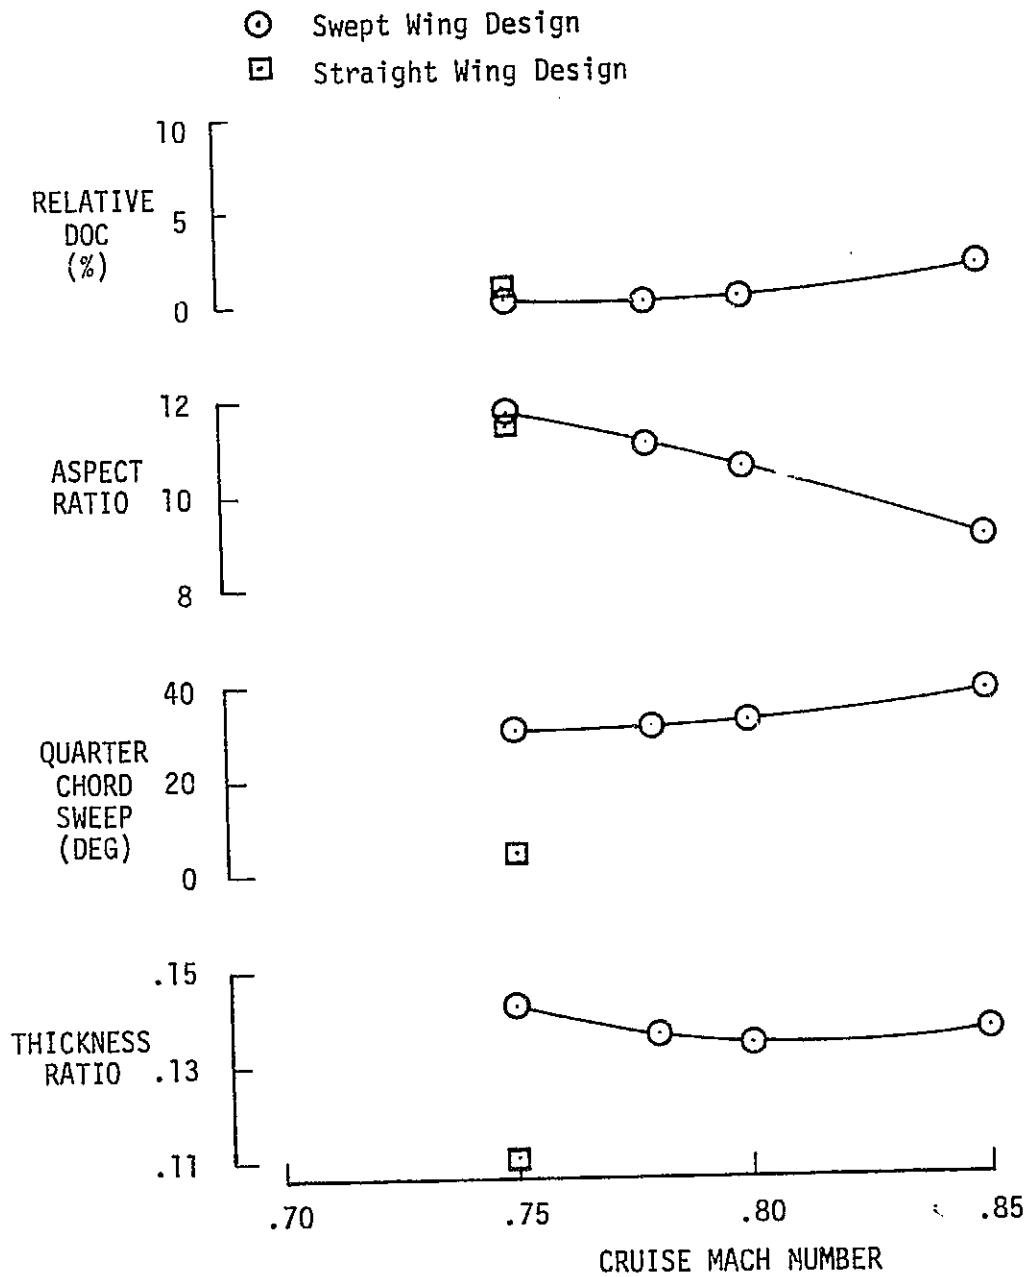 Swept Wing Design
Straight Wing Design
10
RELATIVE
DOC
(%)
5
0
12
ASPECT
RATIO
10
8
40
QUARTER
CHORD
SWEEP
(DEG)
20
0
.15
THICKNESS
RATIO
.13
.11
.70
.75
.80
.85
CRUISE MACH NUMBER